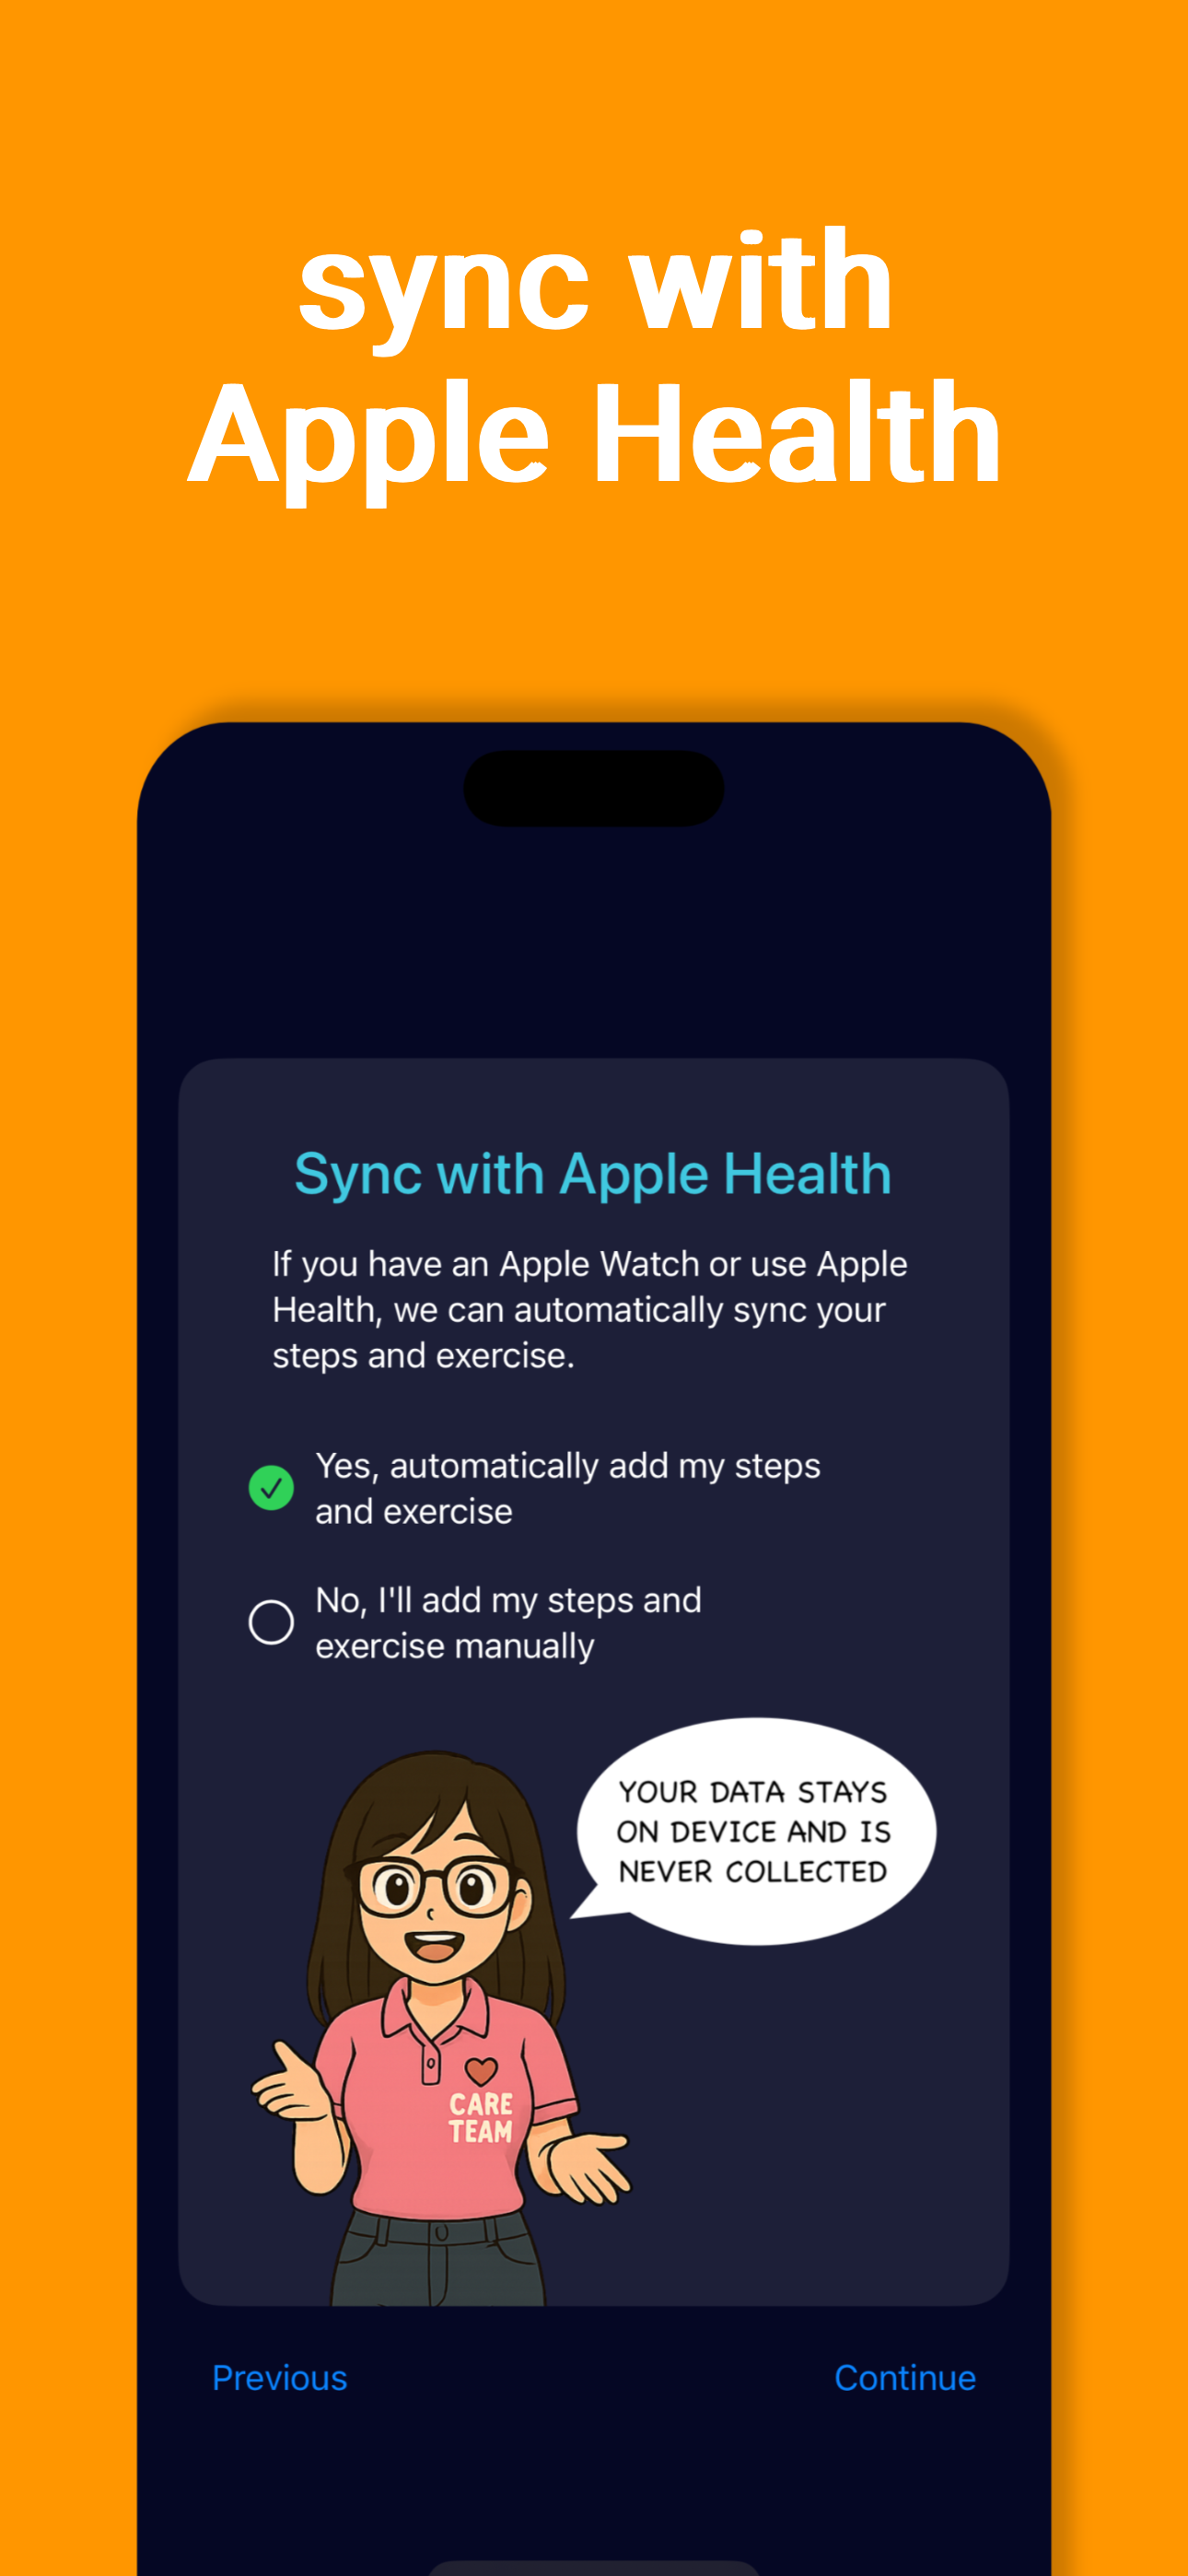 sync with
Apple Health
Sync with Apple Health
If you have an Apple Watch or use Apple
Health, we can automatically sync your
steps and exercise.
Yes, automatically add my steps
and exercise
No, I'll add my steps and
exercise manually
YOUR DATA STAYS
ON DEVICE AND IS
NEVER COLLECTED
CARE
TEAM
Previous
Continue